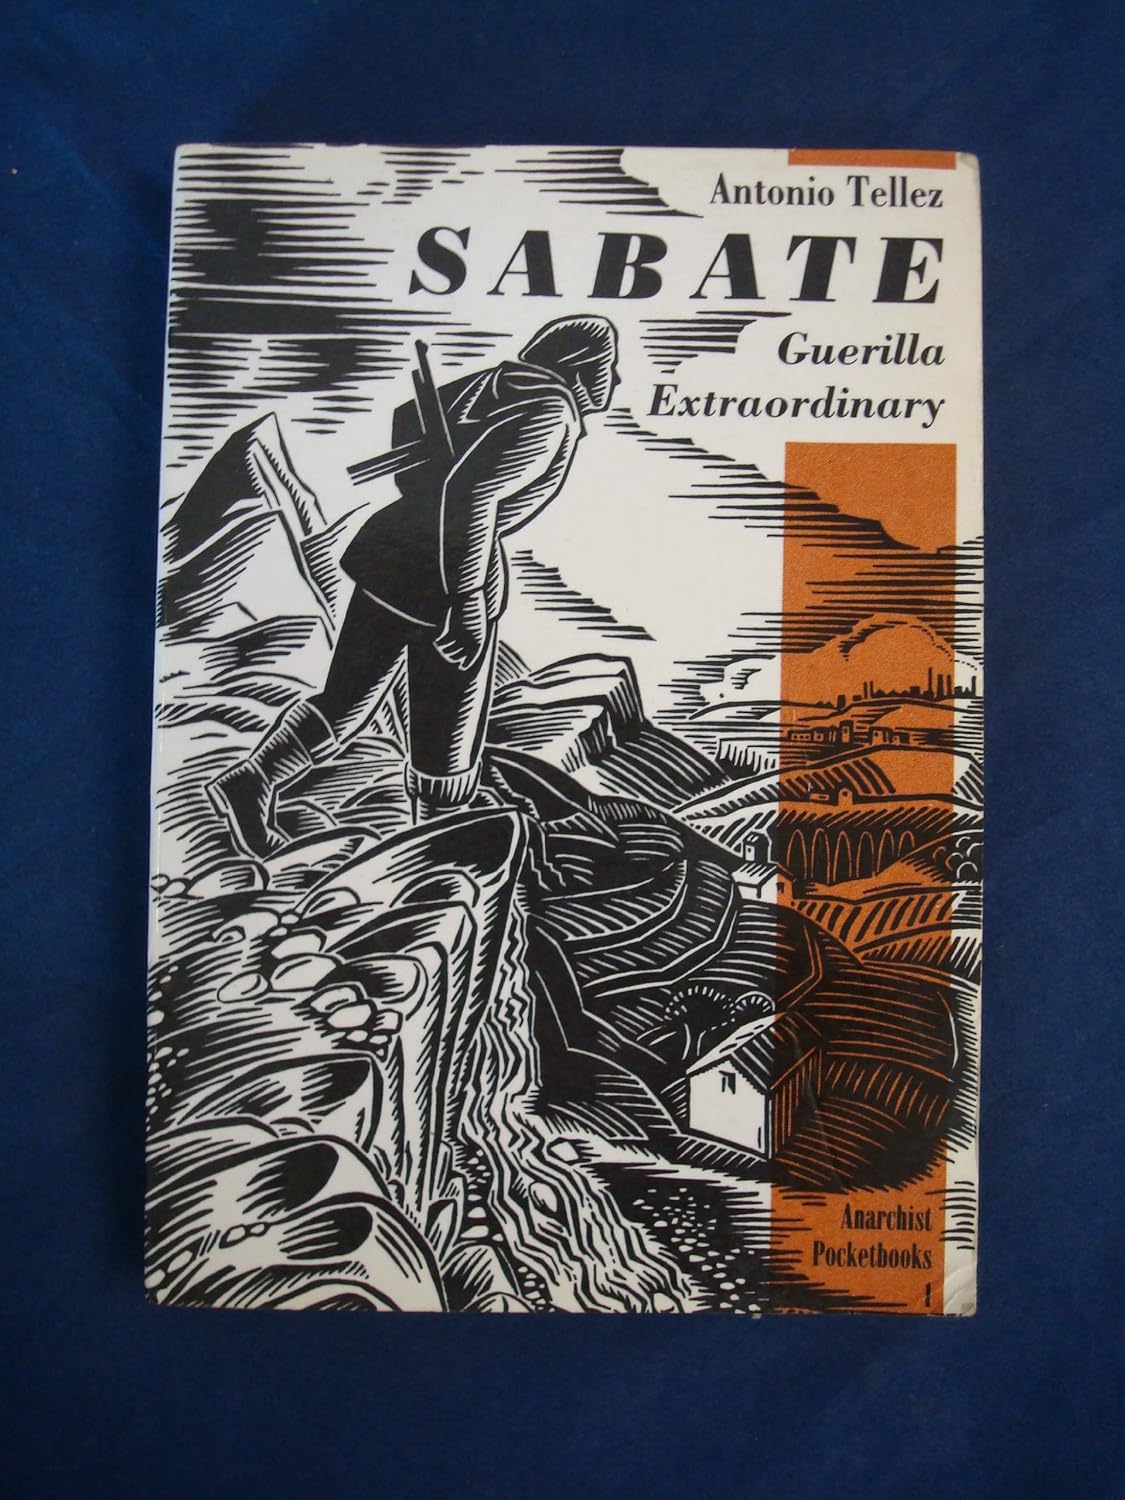 Antonio Tellez
SABATE
Guerilla
Extraordinary
Anarchist
Pocketbooks
1